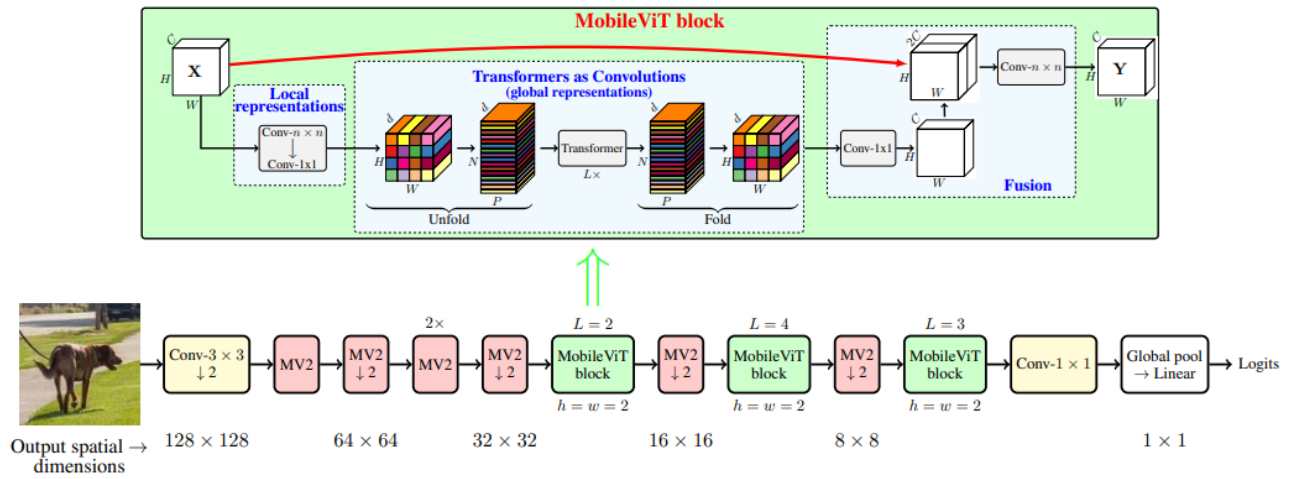 MobileViT block
C
H
X
W
Local
representations
Conv-n × n
Conv-1x1
Transformers as Convolutions
(global representations)
d
H
W
d
N
P
Unfold
Transformer
L×
d
N
P
d
H
W
Fold
Conv-1x1
C
H
W
2C
H
W
Conv-n × n
Fusion
C
H
Y
W
Conv-3 × 3
↓ 2
MV2
MV2
↓ 2
2×
MV2
MV2
↓ 2
L = 2
MobileViT
block
h = w = 2
MV2
↓ 2
L = 4
MobileViT
block
h = w = 2
MV2
↓ 2
L = 3
MobileViT
block
h = w = 2
Conv-1 × 1
Global pool
→ Linear
Logits
Output spatial →
dimensions
128 × 128
64 × 64
32 × 32
16 × 16
8 × 8
1 × 1